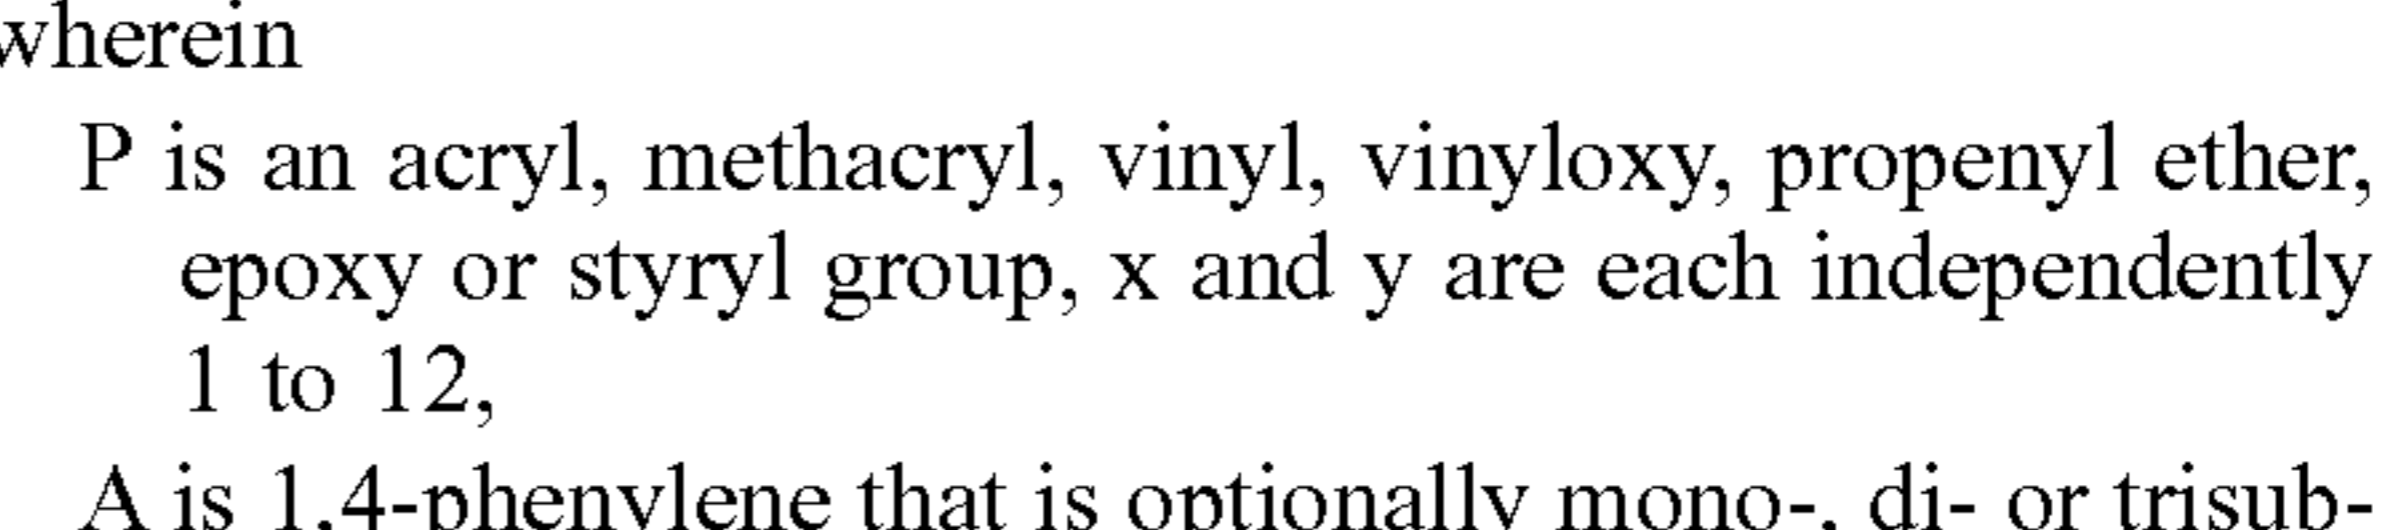 wherein
P is an acryl, methacryl, vinyl, vinyloxy, propenyl ether,
epoxy or styryl group, x and y are each independently
1 to 12,
A is 1,4-phenylene that is optionally mono-, di- or trisub-